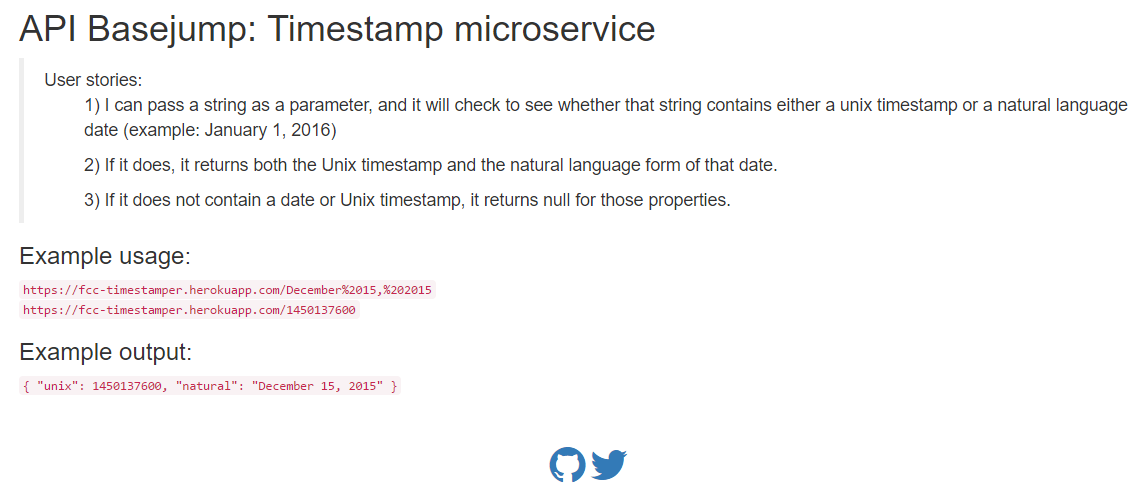 API Basejump: Timestamp microservice
User stories:
1) I can pass a string as a parameter, and it will check to see whether that string contains either a unix timestamp or a natural language
date (example: January 1, 2016)
2) If it does, it returns both the Unix timestamp and the natural language form of that date.
3) If it does not contain a date or Unix timestamp, it returns null for those properties.
Example usage:
https://fcc-timestamper.herokuapp.com/December%2015,%202015
https://fcc-timestamper.herokuapp.com/1450137600
Example output:
{ "unix": 1450137600, "natural": "December 15, 2015" }